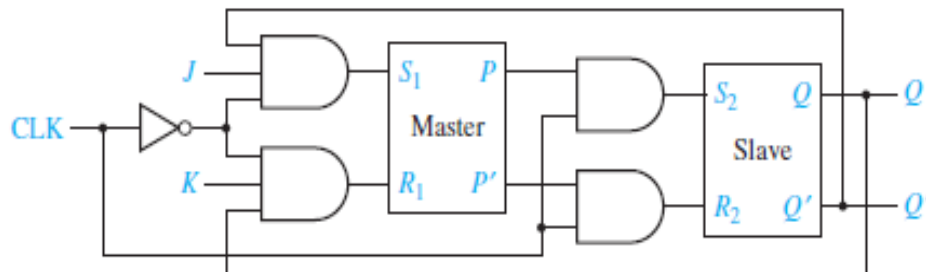 J S₁ P
CLK Master S₂ Q Q
Slave
K R₁ P′ R₂ Q′ Q